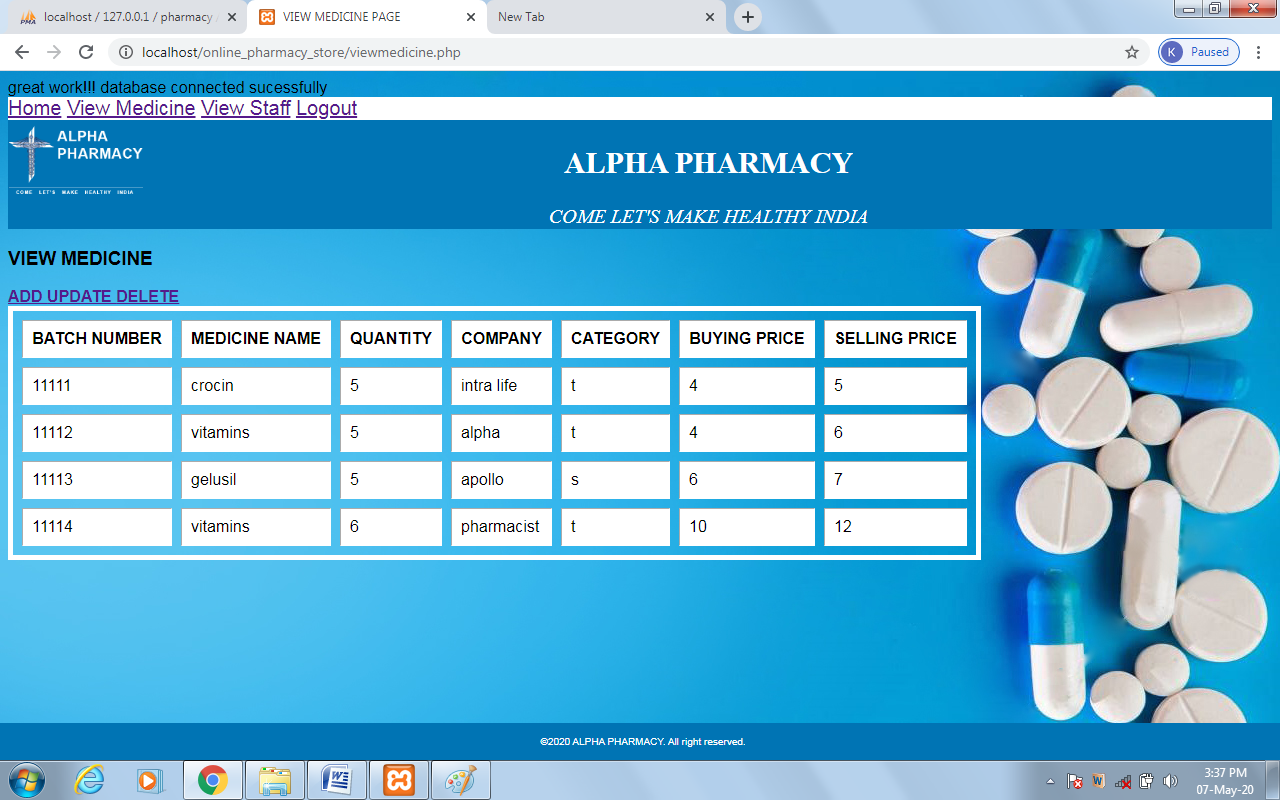 localhost / 127.0.0.1 / pharmacy
VIEW MEDICINE PAGE
New Tab
localhost/online_pharmacy_store/viewmedicine.php
K Paused
great work!!! database connected sucessfully
Home View Medicine View Staff Logout
ALPHA
PHARMACY
COME LET'S MAKE HEALTHY INDIA
ALPHA PHARMACY
COME LET'S MAKE HEALTHY INDIA
VIEW MEDICINE
ADD UPDATE DELETE
BATCH NUMBER MEDICINE NAME QUANTITY COMPANY CATEGORY BUYING PRICE SELLING PRICE
11111 crocin 5 intra life t 4 5
11112 vitamins 5 alpha t 4 6
11113 gelusil 5 apollo s 6 7
11114 vitamins 6 pharmacist t 10 12
©2020 ALPHA PHARMACY. All right reserved.
3:37 PM
07-May-20